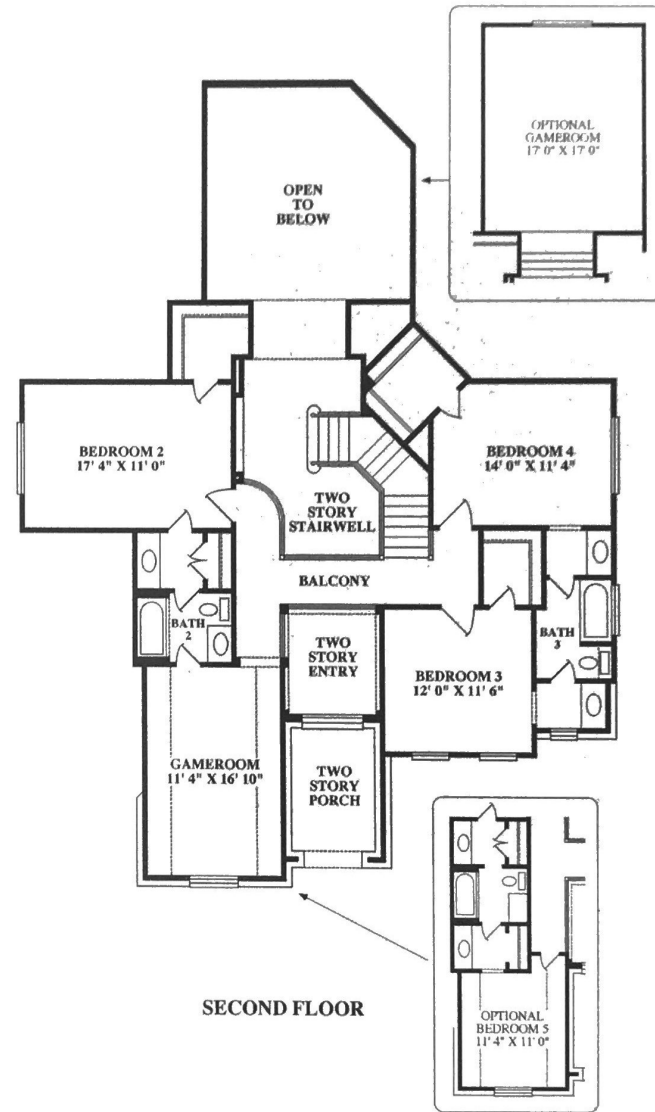 OPTIONAL
GAMEROOM
17' 0" X 17' 0"
OPEN
TO
BELOW
BEDROOM 2
17' 4" X 11' 0"
BEDROOM 4
14' 0" X 11' 4"
TWO
STORY
STAIRWELL
BALCONY
BATH
2
TWO
STORY
ENTRY
BEDROOM 3
12' 0" X 11' 6"
BATH
3
GAMEROOM
11' 4" X 16' 10"
TWO
STORY
PORCH
SECOND FLOOR
OPTIONAL
BEDROOM 5
11' 4" X 11' 0"